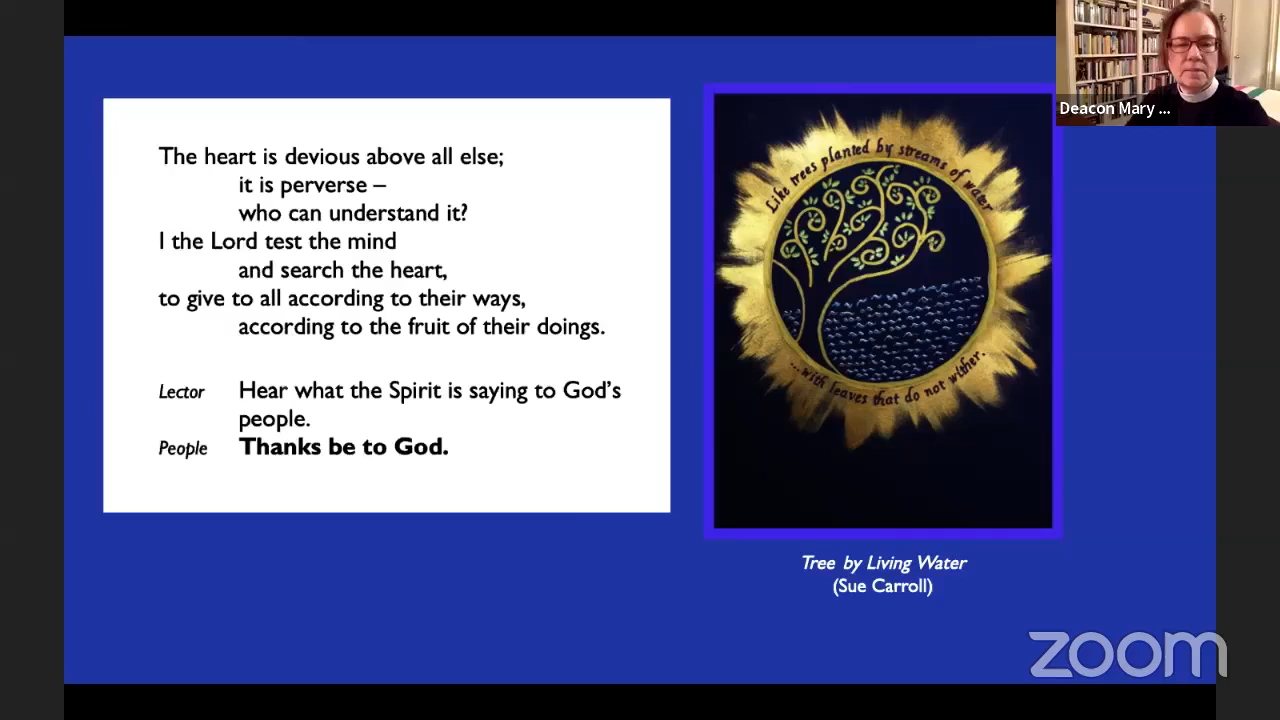 The heart is devious above all else;
it is perverse –
who can understand it?
I the Lord test the mind
and search the heart,
to give to all according to their ways,
according to the fruit of their doings.
Lector Hear what the Spirit is saying to God's
people.
People Thanks be to God.
Like trees planted by streams of water
...with leaves that do not wither.
Tree by Living Water
(Sue Carroll)
Deacon Mary ...
zoom